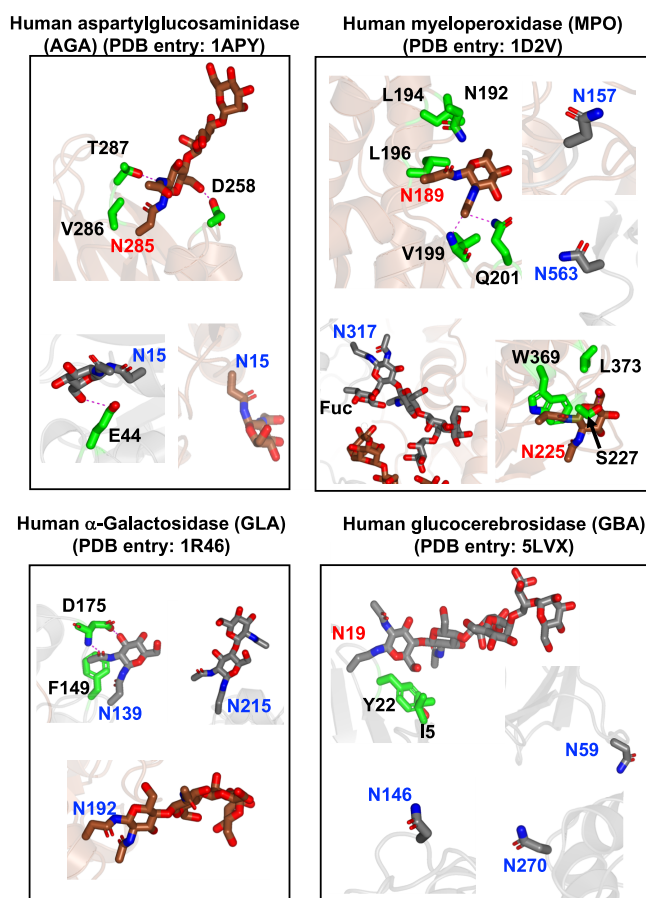 Human aspartylglucosaminidase
(AGA) (PDB entry: 1APY)
T287
D258
V286
N285
N15
N15
E44
Human myeloperoxidase (MPO)
(PDB entry: 1D2V)
L194
N192
N157
L196
N189
V199
Q201
N563
N317
W369
L373
Fuc
N225
S227
Human α-Galactosidase (GLA)
(PDB entry: 1R46)
D175
F149
N139
N215
N192
Human glucocerebrosidase (GBA)
(PDB entry: 5LVX)
N19
Y22
I5
N59
N146
N270